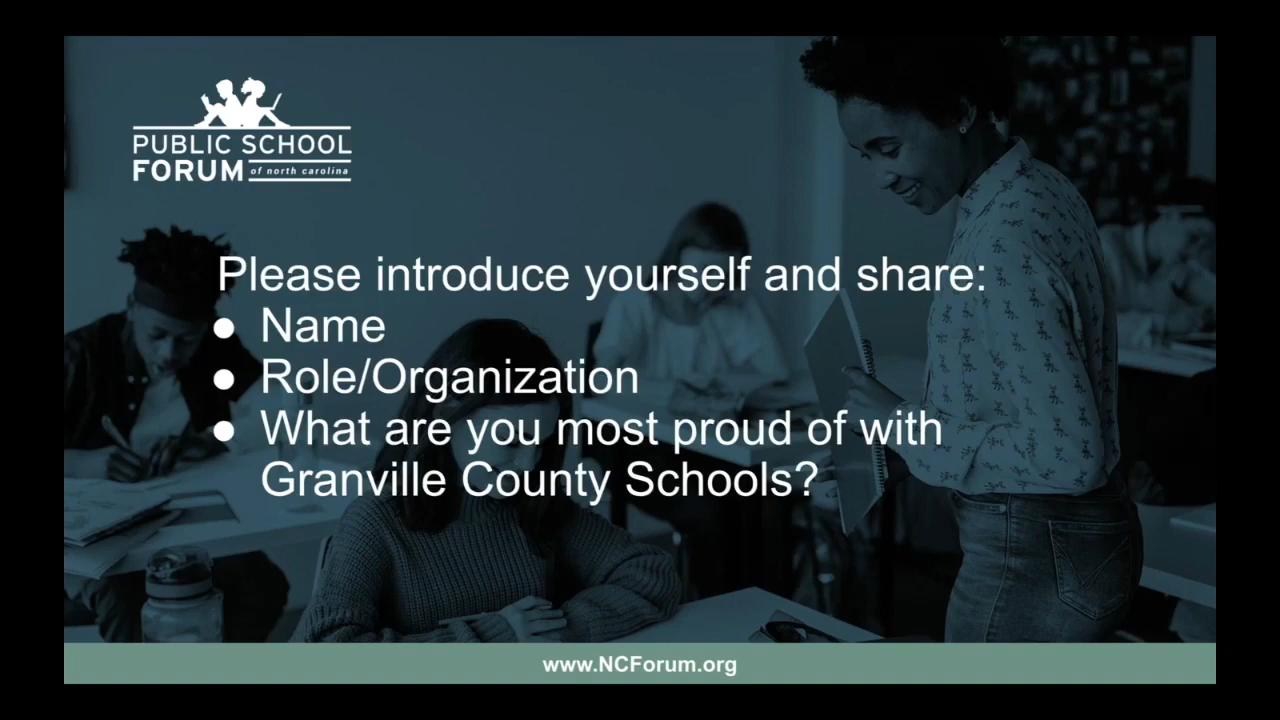 PUBLIC SCHOOL
FORUM of north carolina
Please introduce yourself and share:
● Name
● Role/Organization
● What are you most proud of with
Granville County Schools?
www.NCForum.org